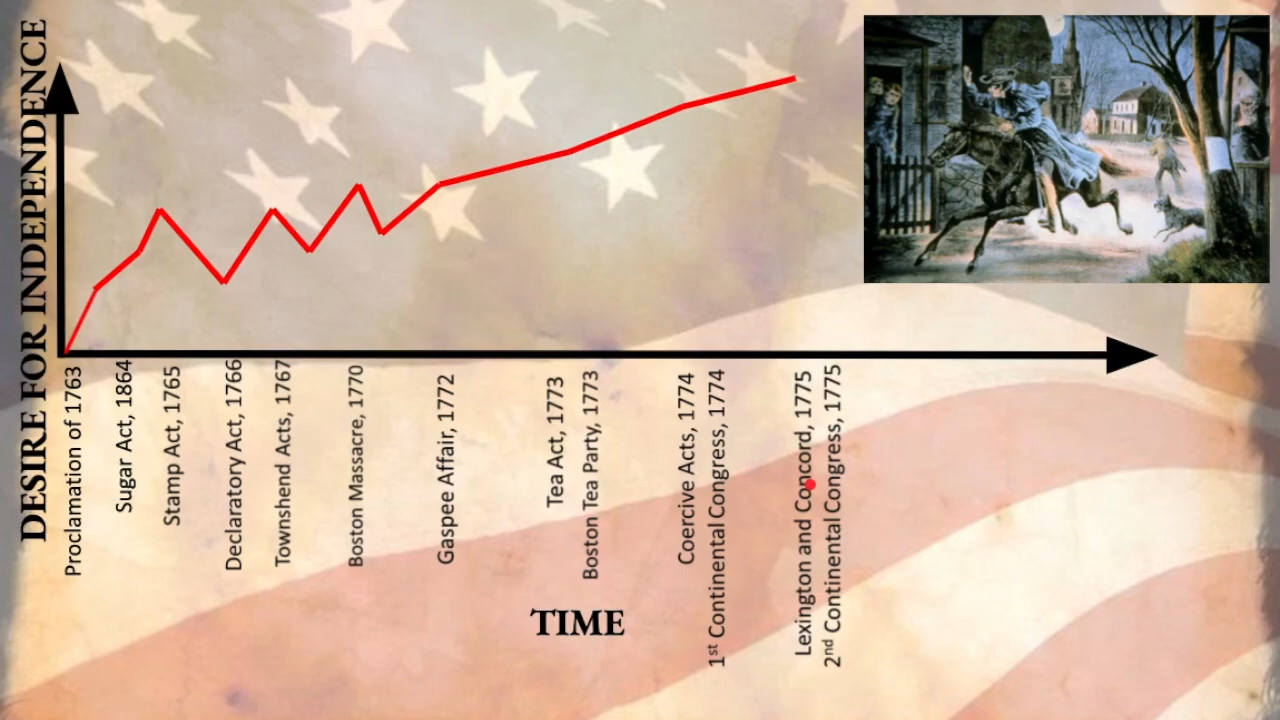 DESIRE FOR INDEPENDENCE
Proclamation of 1763
Sugar Act, 1864
Stamp Act, 1765
Declaratory Act, 1766
Townshend Acts, 1767
Boston Massacre, 1770
Gaspee Affair, 1772
Tea Act, 1773
Boston Tea Party, 1773
Coercive Acts, 1774
1st Continental Congress, 1774
Lexington and Concord, 1775
2nd Continental Congress, 1775
TIME